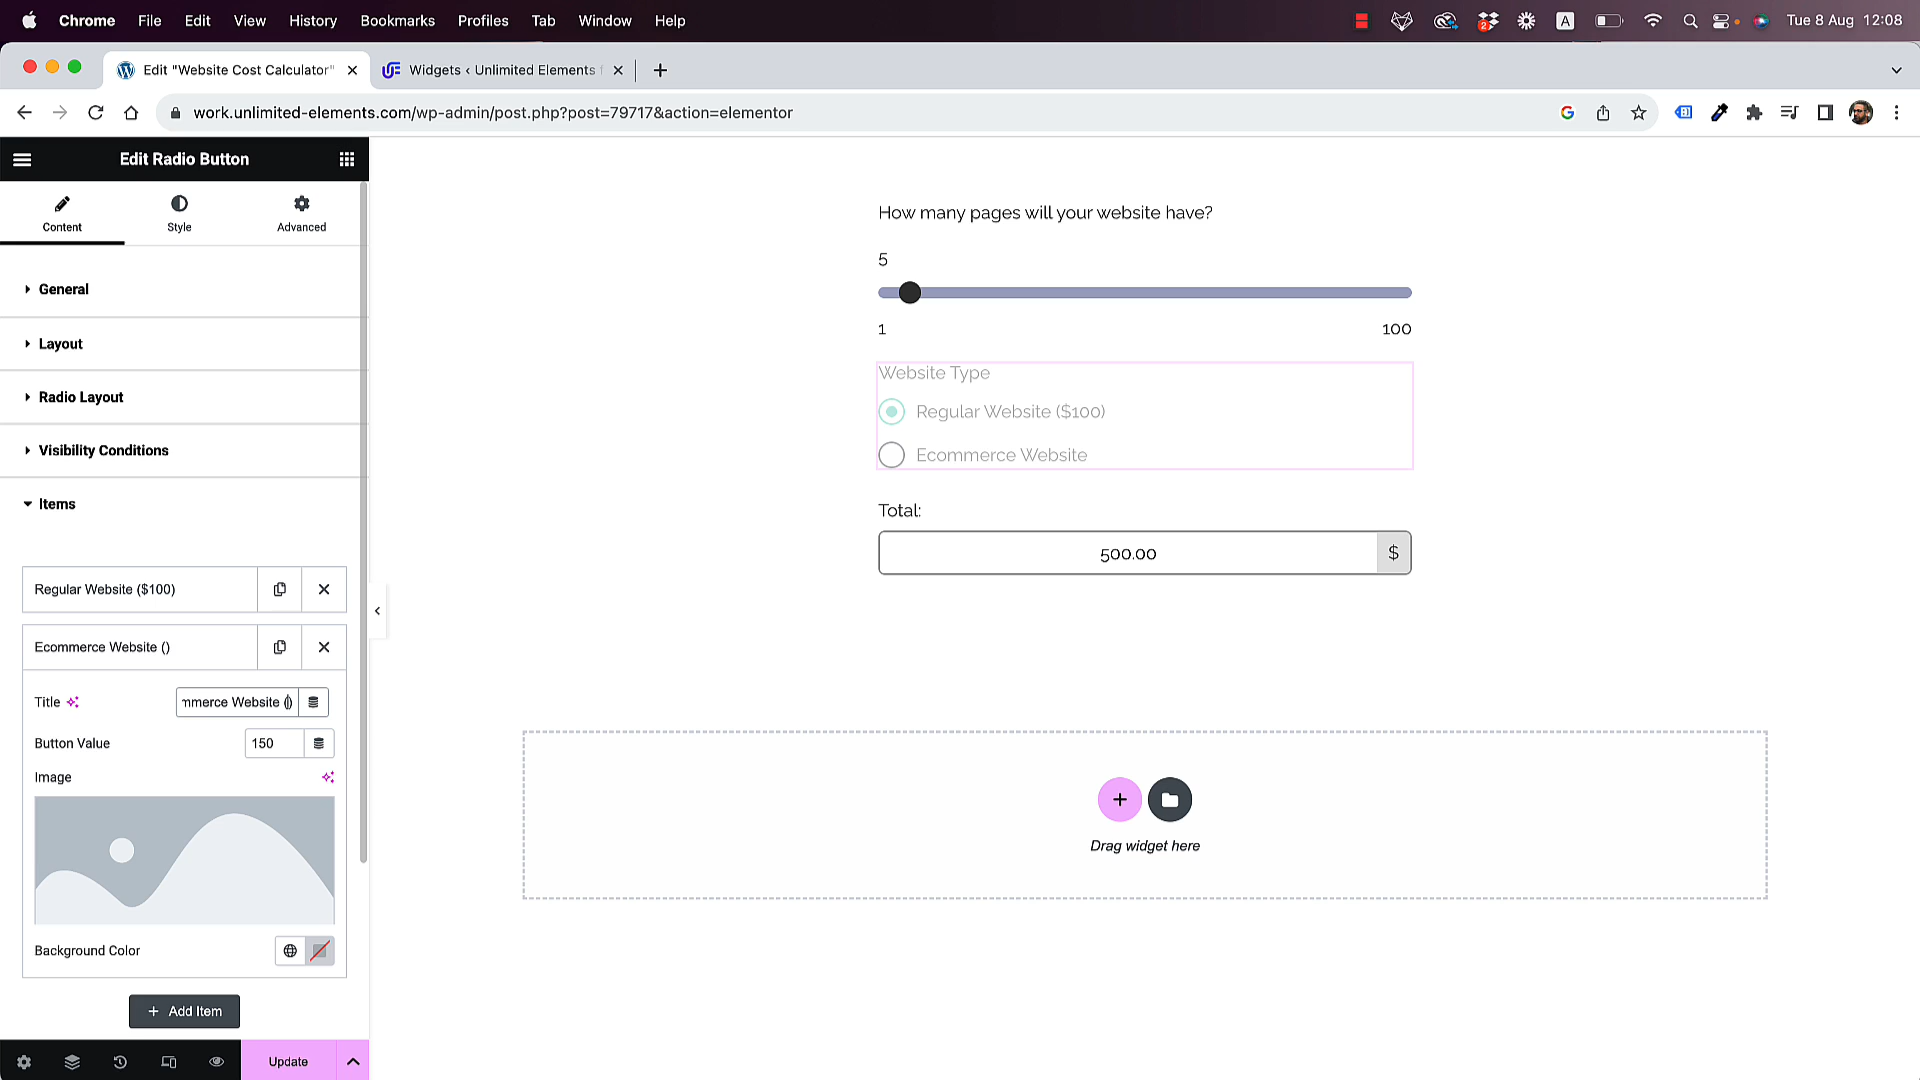 Chrome File Edit View History Bookmarks Profiles Tab Window Help
A
2
Tue 8 Aug 12:08
Edit "Website Cost Calculator"
Widgets ‹ Unlimited Elements f
work.unlimited-elements.com/wp-admin/post.php?post=79717&action=elementor
Edit Radio Button
Content Style Advanced
General
Layout
Radio Layout
Visibility Conditions
Items
Regular Website ($100)
Ecommerce Website ()
Title mmerce Website ()
Button Value 150
Image
Background Color
+ Add Item
Update
How many pages will your website have?
5
1 100
Website Type
Regular Website ($100)
Ecommerce Website
Total:
500.00 $
Drag widget here